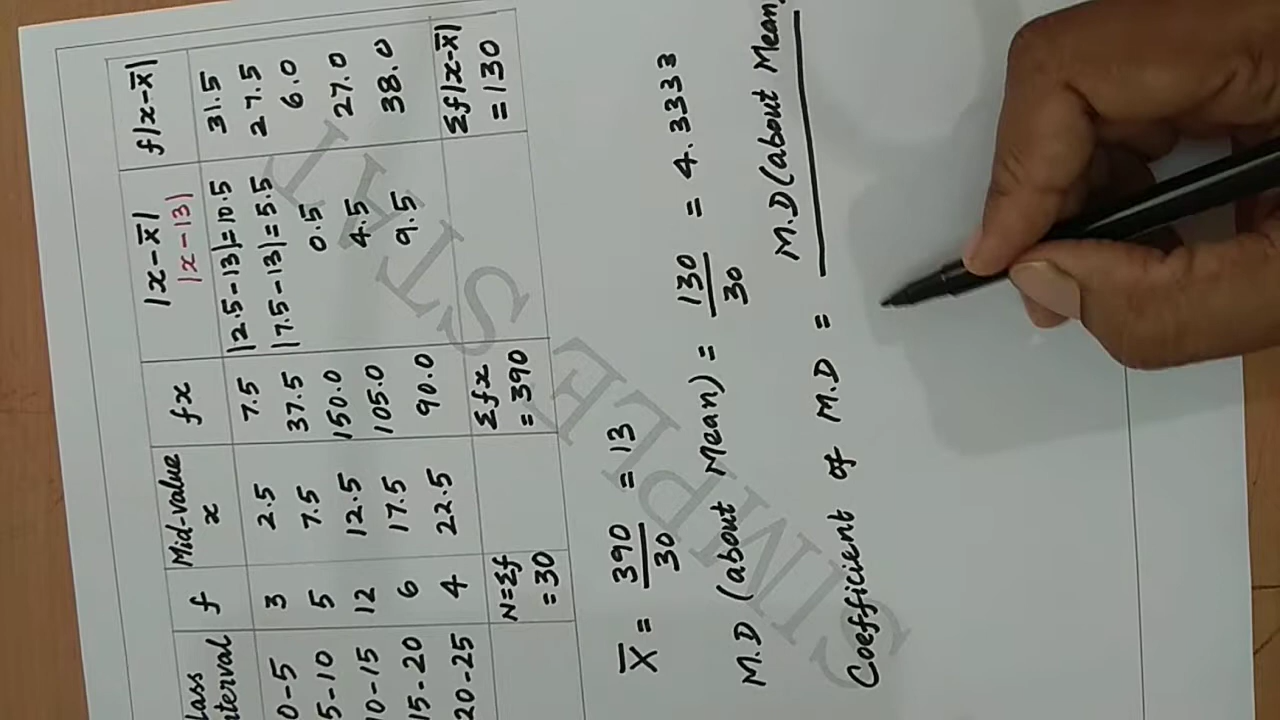 lass Interval f Mid-value x fx |x-x̅| |x-13| f|x-x̅|
0-5 3 2.5 7.5 |2.5-13|=10.5 31.5
5-10 5 7.5 37.5 |7.5-13|=5.5 27.5
10-15 12 12.5 150.0 0.5 6.0
15-20 6 17.5 105.0 4.5 27.0
20-25 4 22.5 90.0 9.5 38.0
N=Σf =30 Σfx =390 Σf|x-x̅| =130
X̅ = 390/30 = 13
M.D (about Mean) = 130/30 = 4.3333
Coefficient of M.D = M.D(about Mean)
SIMPLE STAT